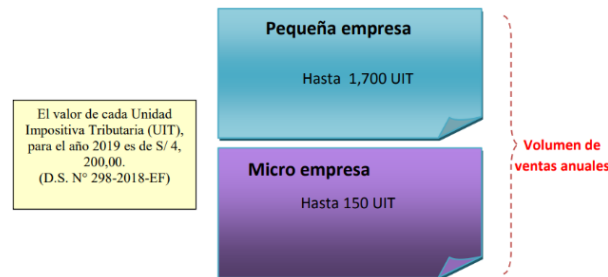 Pequeña empresa
Hasta 1,700 UIT
El valor de cada Unidad
Impositiva Tributaria (UIT),
para el año 2019 es de S/ 4,
200,00.
(D.S. N° 298-2018-EF)
Micro empresa
Hasta 150 UIT
Volumen de
ventas anuales